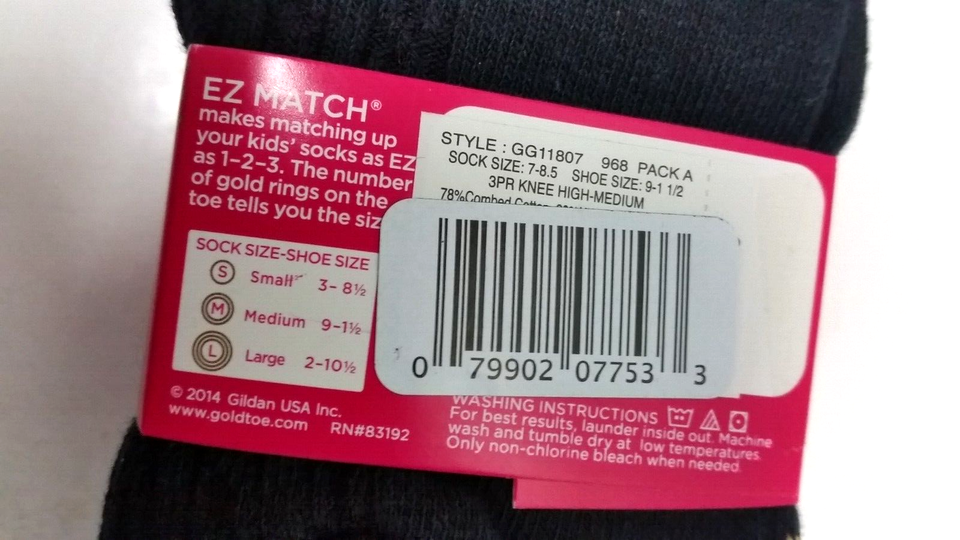 EZ MATCH®
makes matching up
your kids' socks as EZ
as 1-2-3. The number
of gold rings on the
toe tells you the
SOCK SIZE-SHOE SIZE
S Small 3-8½
M Medium 9-1½
L Large 2-10½
© 2014 Gildan USA Inc.
www.goldtoe.com RN#83192
STYLE : GG11807 968 PACK A
SOCK SIZE: 7-8.5 SHOE SIZE: 9-1 1/2
3PR KNEE HIGH-MEDIUM
78%Combed Cotton
0 79902 07753 3
WASHING INSTRUCTIONS
For best results, launder inside out. Machine
wash and tumble dry at low temperatures.
Only non-chlorine bleach when needed.